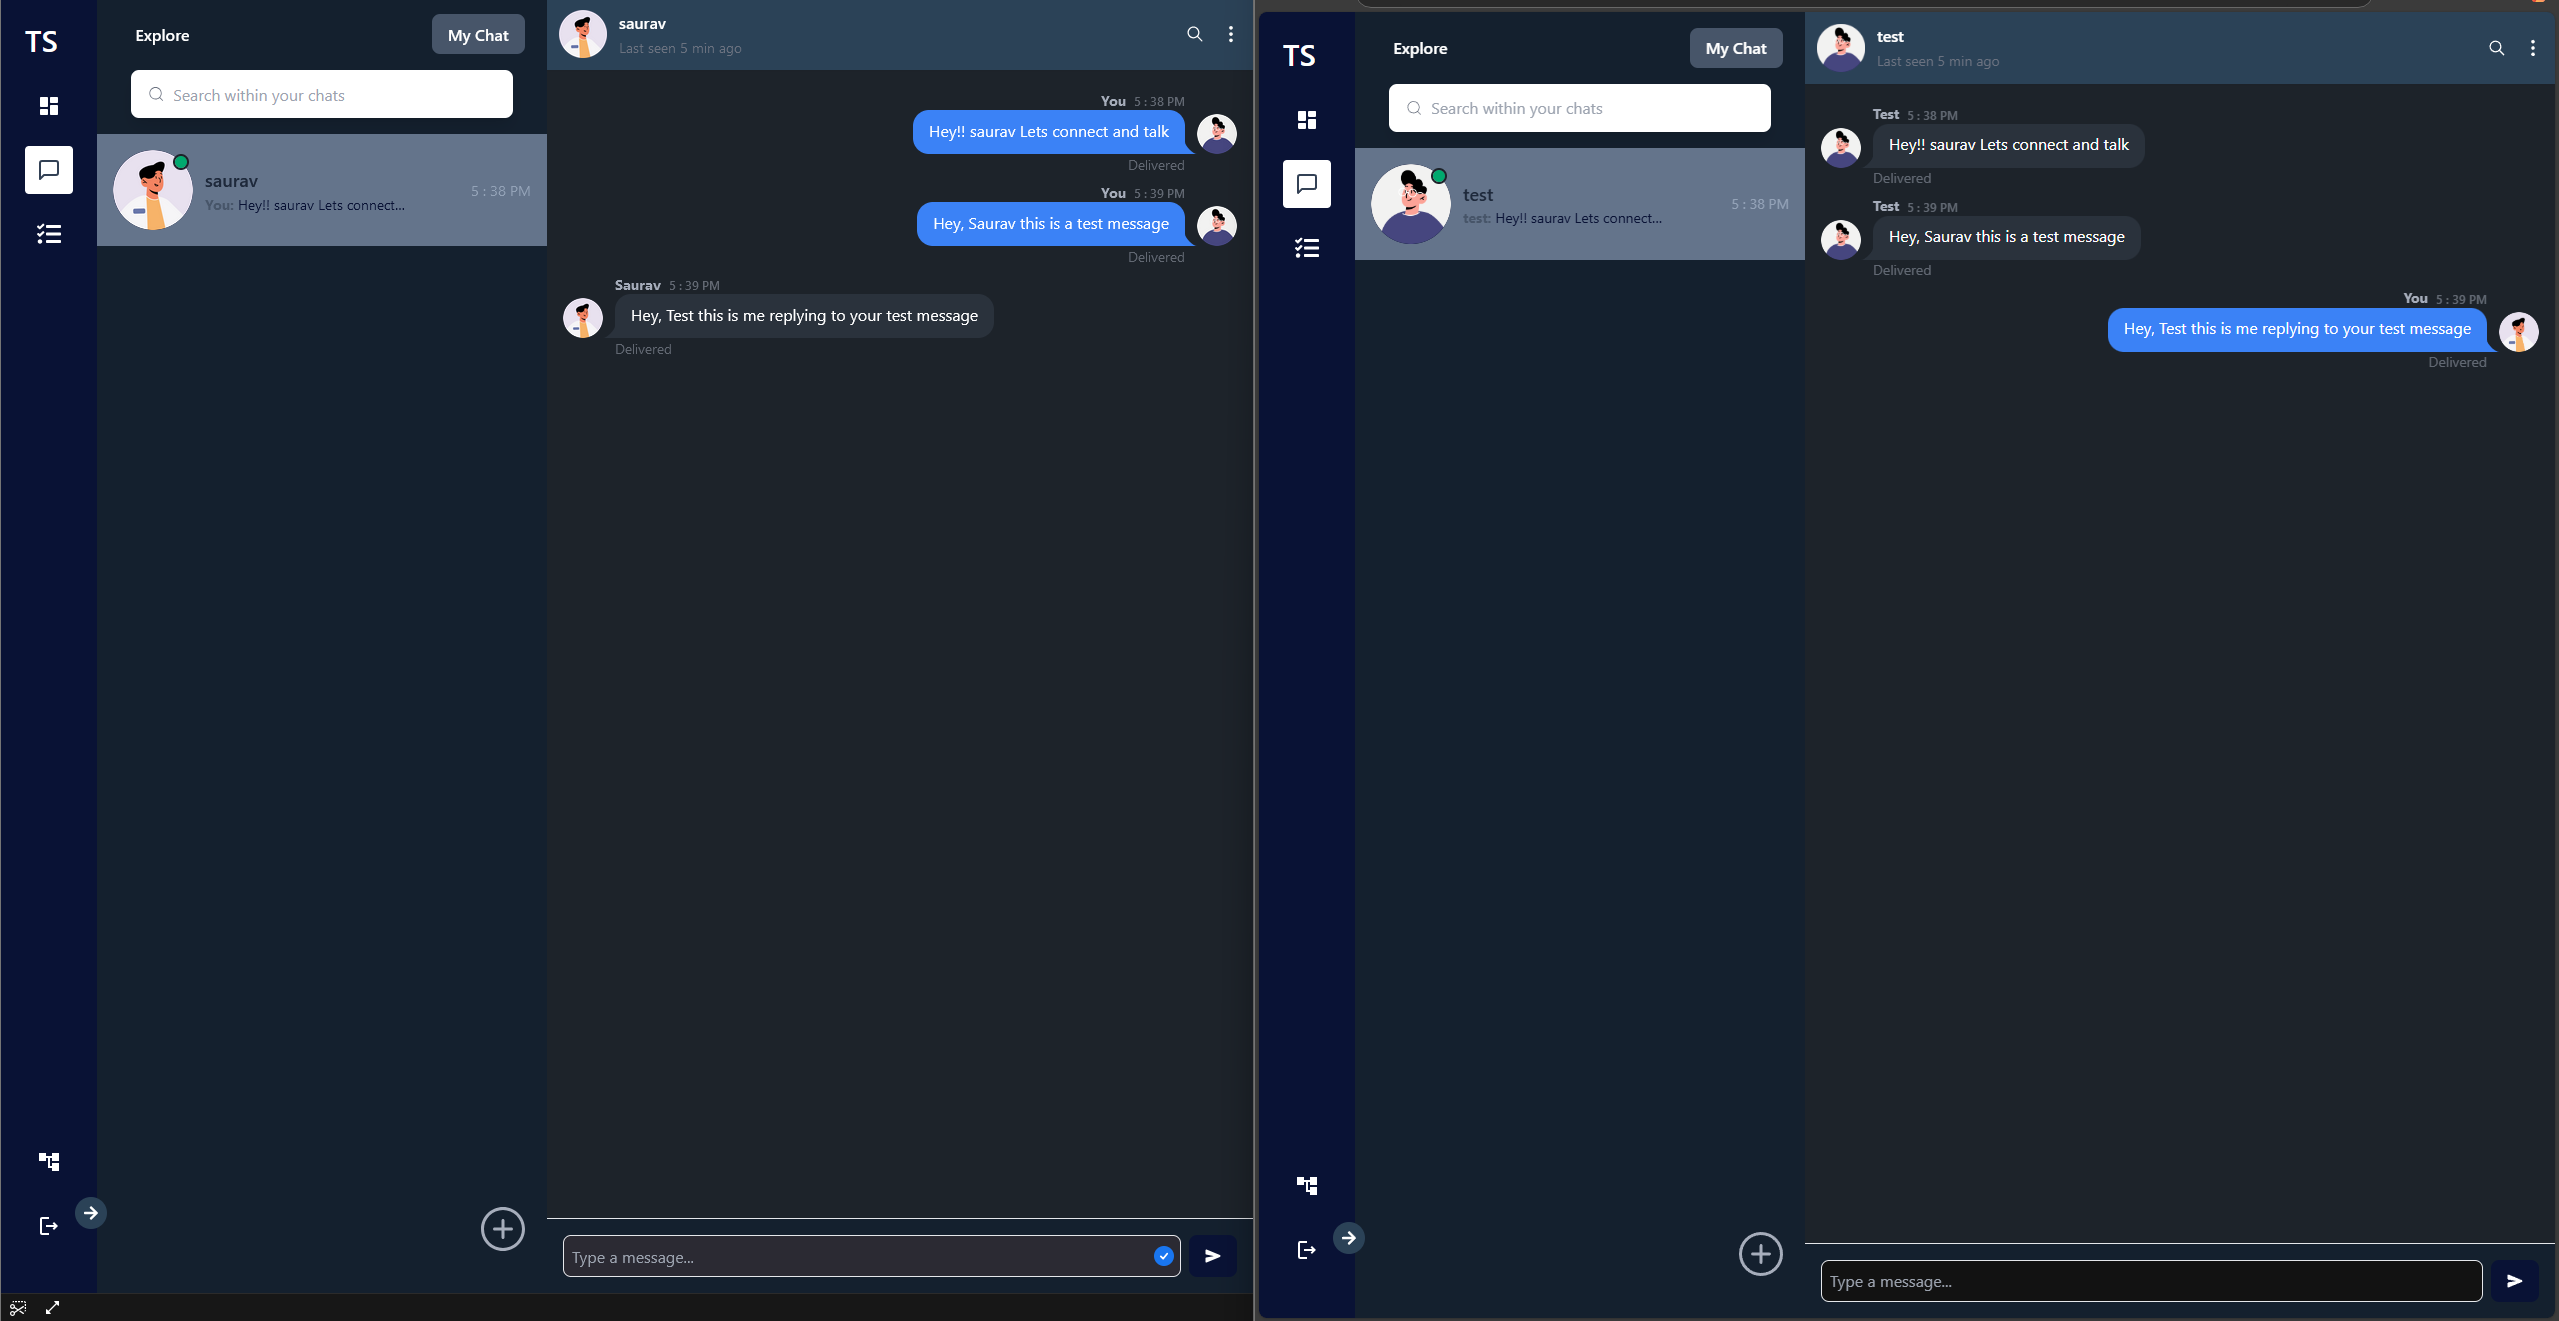 TS
Explore
My Chat
Search within your chats
saurav
You: Hey!! saurav Lets connect...
5 : 38 PM
saurav
Last seen 5 min ago
You 5 : 38 PM
Hey!! saurav Lets connect and talk
Delivered
You 5 : 39 PM
Hey, Saurav this is a test message
Delivered
Saurav 5 : 39 PM
Hey, Test this is me replying to your test message
Delivered
Type a message...
TS
Explore
My Chat
Search within your chats
test
test: Hey!! saurav Lets connect...
5 : 38 PM
test
Last seen 5 min ago
Test 5 : 38 PM
Hey!! saurav Lets connect and talk
Delivered
Test 5 : 39 PM
Hey, Saurav this is a test message
Delivered
You 5 : 39 PM
Hey, Test this is me replying to your test message
Delivered
Type a message...